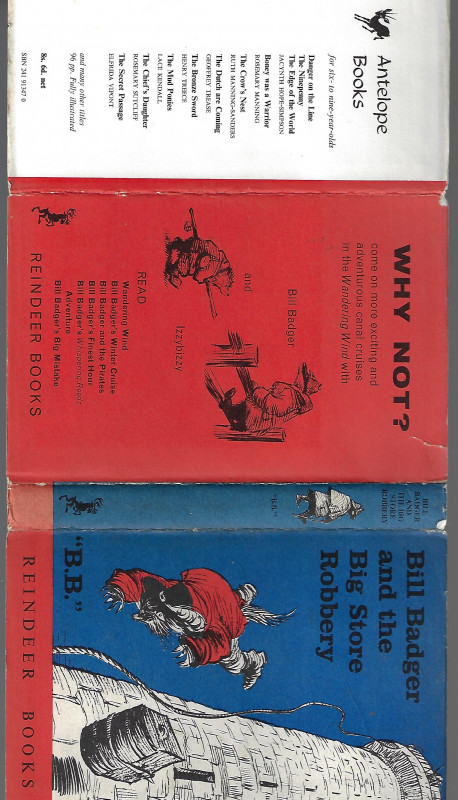 Antelope
Books
for six- to nine-year-olds
Danger on the Line
The Ninepenny
The Edge of the World
JACYNTH HOPE-SIMPSON
Boney was a Warrior
ROSEMARY MANNING
The Crow's Nest
RUTH MANNING-SANDERS
The Dutch are Coming
GEOFFREY TREASE
The Bronze Sword
HENRY TREECE
The Mud Ponies
LACE KENDALL
The Chief's Daughter
ROSEMARY SUTCLIFF
The Secret Passage
ELFRIDA VIPONT
and many other titles
96 pp. Fully illustrated
8s. 6d. net
SBN 241 91347 0
WHY NOT?
come on more exciting and
adventurous canal cruises
in the Wandering Wind with
Bill Badger
and
Izzybizzy
READ
Wandering Wind
Bill Badger's Winter Cruise
Bill Badger and the Pirates
Bill Badger's Finest Hour
Bill Badger's Whispering Reeds
Adventure
Bill Badger's Big Mistake
REINDEER BOOKS
BILL
BADGER
AND
THE BIG
STORE
ROBBERY
"B.B."
Bill Badger
and the
Big Store
Robbery
"B.B."
REINDEER BOOKS